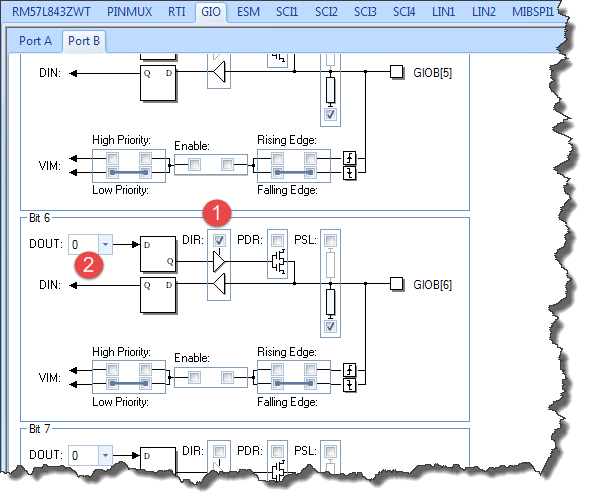 RM57L843ZWT PINMUX RTI GIO ESM SCI1 SCI2 SCI3 SCI4 LIN1 LIN2 MIBSPI1
Port A Port B
DIN: Q D GIOB[5]
High Priority: Enable: Rising Edge:
VIM:
Low Priority: Falling Edge:
Bit 6
1
DOUT: 0 D DIR: PDR: PSL:
2 Q
DIN: Q D GIOB[6]
High Priority: Enable: Rising Edge:
VIM:
Low Priority: Falling Edge:
Bit 7
DOUT: 0 D DIR: PDR: PSL: